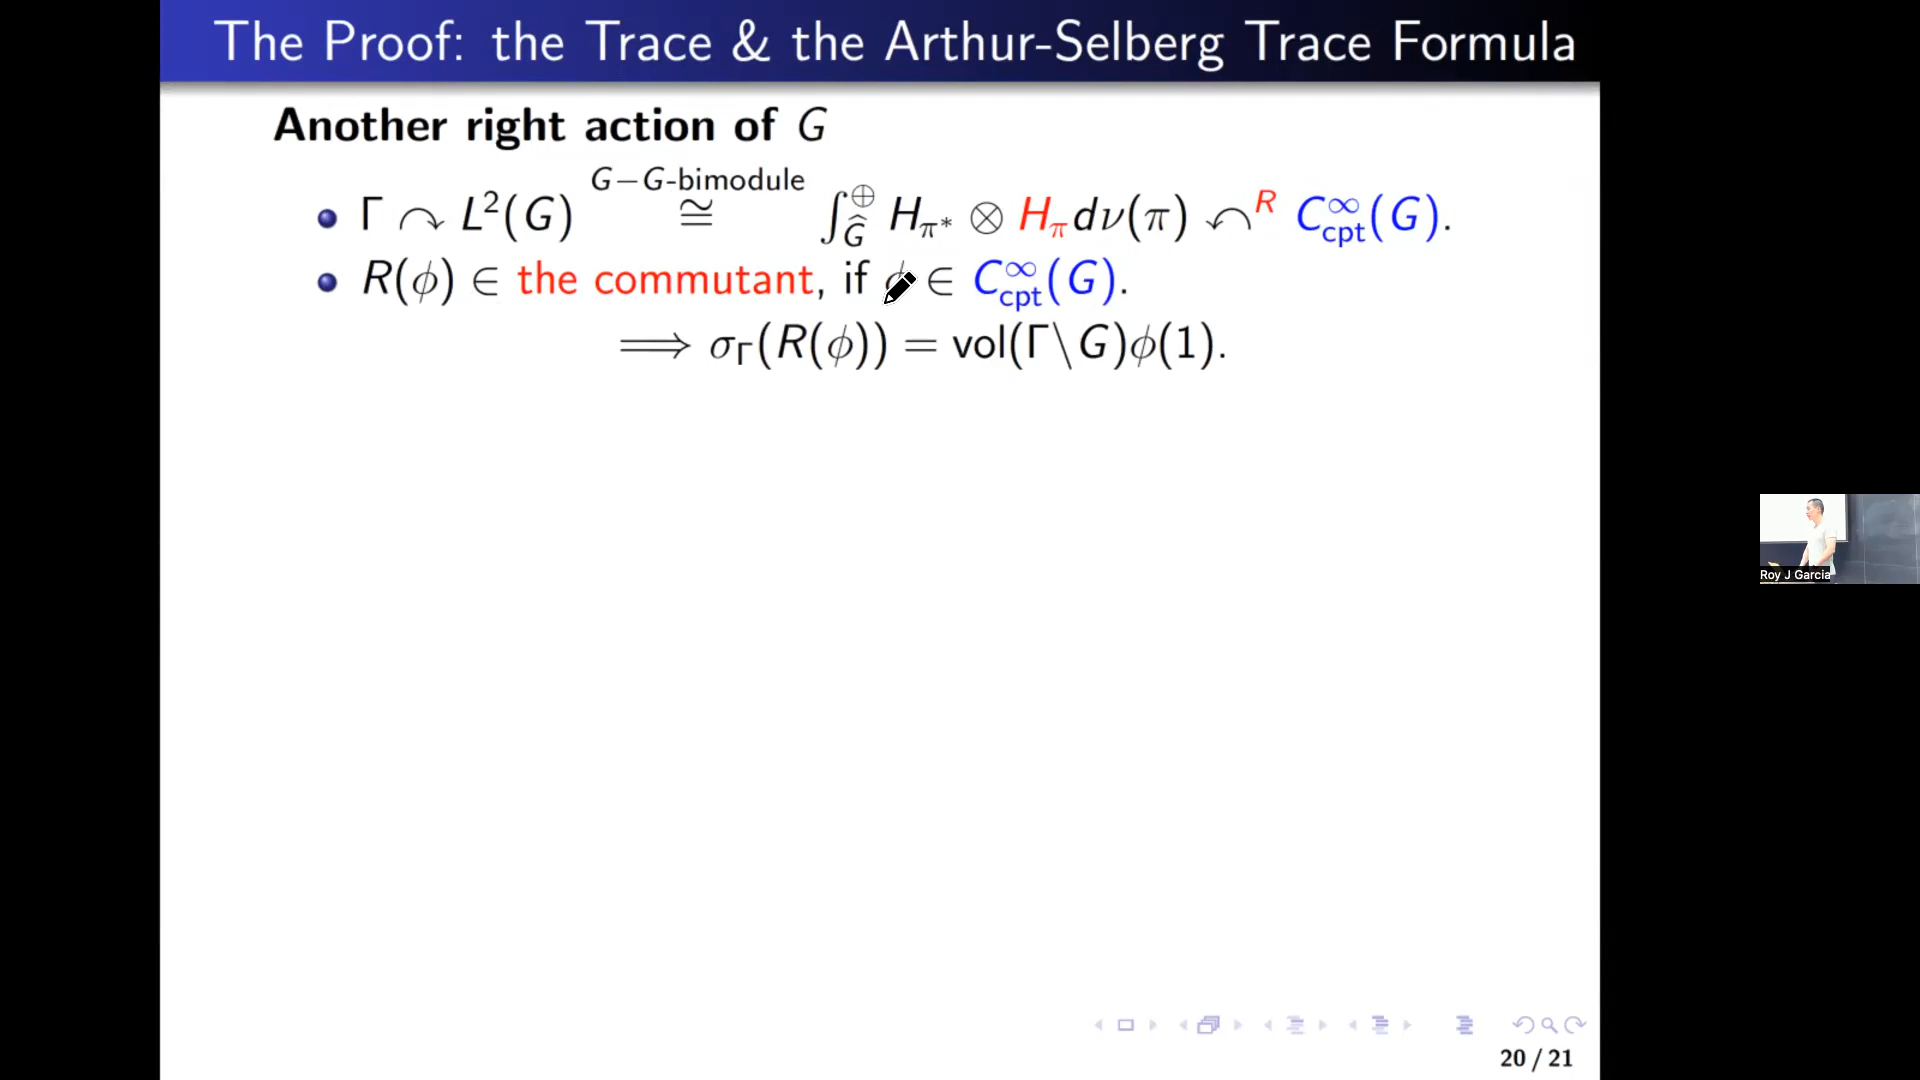 The Proof: the Trace & the Arthur-Selberg Trace Formula
Another right action of G
Γ ↷ L²(G) ≅ ∫^⊕_Ĝ H_π* ⊗ H_π dν(π) ↶^R C^∞_cpt(G).
G−G-bimodule
R(ϕ) ∈ the commutant, if ϕ ∈ C^∞_cpt(G).
⟹ σ_Γ(R(ϕ)) = vol(Γ\G)ϕ(1).
Roy J Garcia
20 / 21